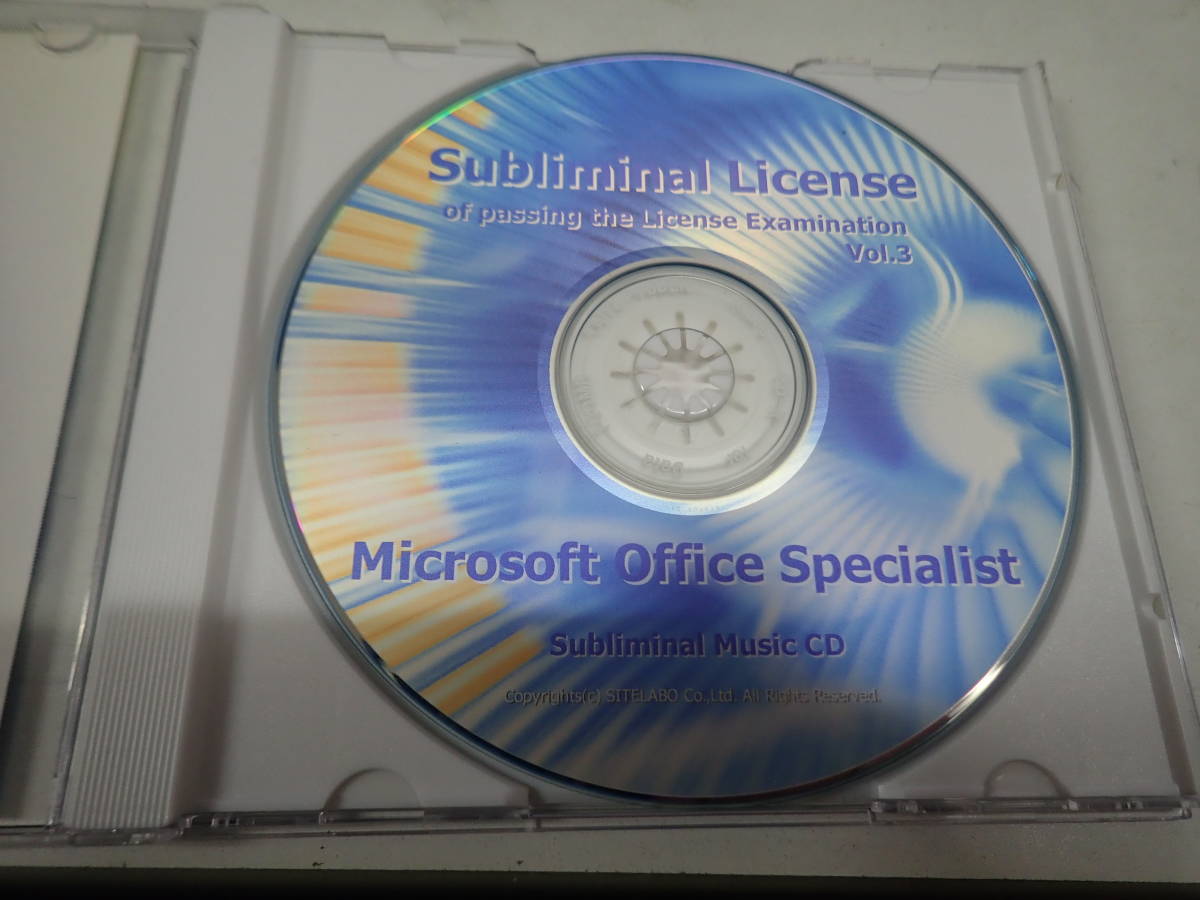 Subliminal License
of passing the License Examination
Vol.3
Microsoft Office Specialist
Subliminal Music CD
Copyrights(c) SITELABO Co.,Ltd. All Rights Reserved.